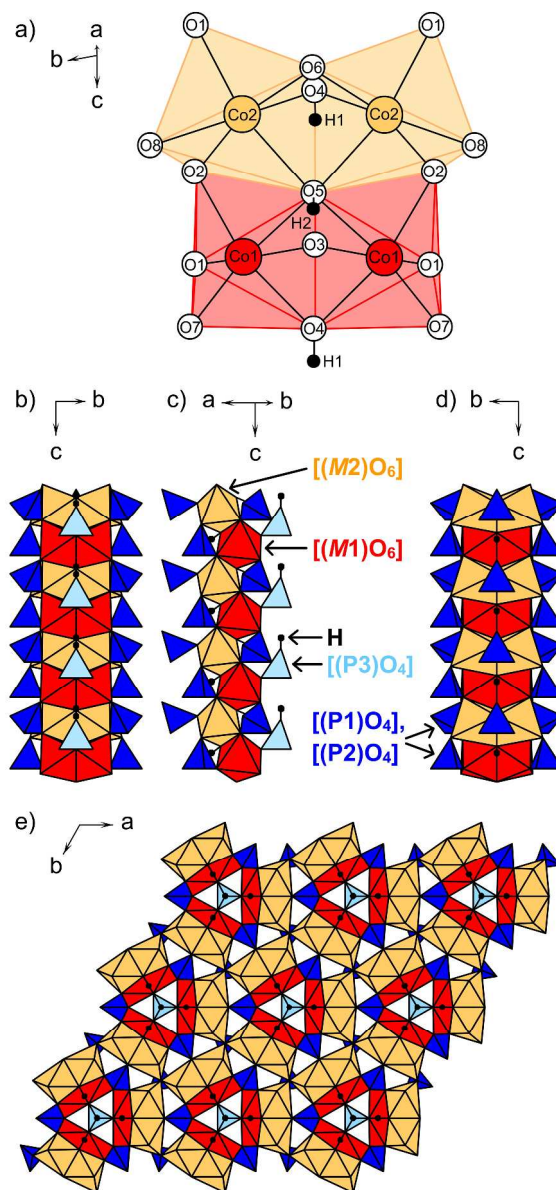 a)
a
b
c
O1
O1
O6
O4
Co2
Co2
H1
O8
O8
O2
O2
O5
H2
O3
Co1
Co1
O1
O1
O7
O4
O7
H1
b)
b
c
c)
a
b
c
d)
b
c
[(M2)O6]
[(M1)O6]
H
[(P3)O4]
[(P1)O4],
[(P2)O4]
e)
a
b